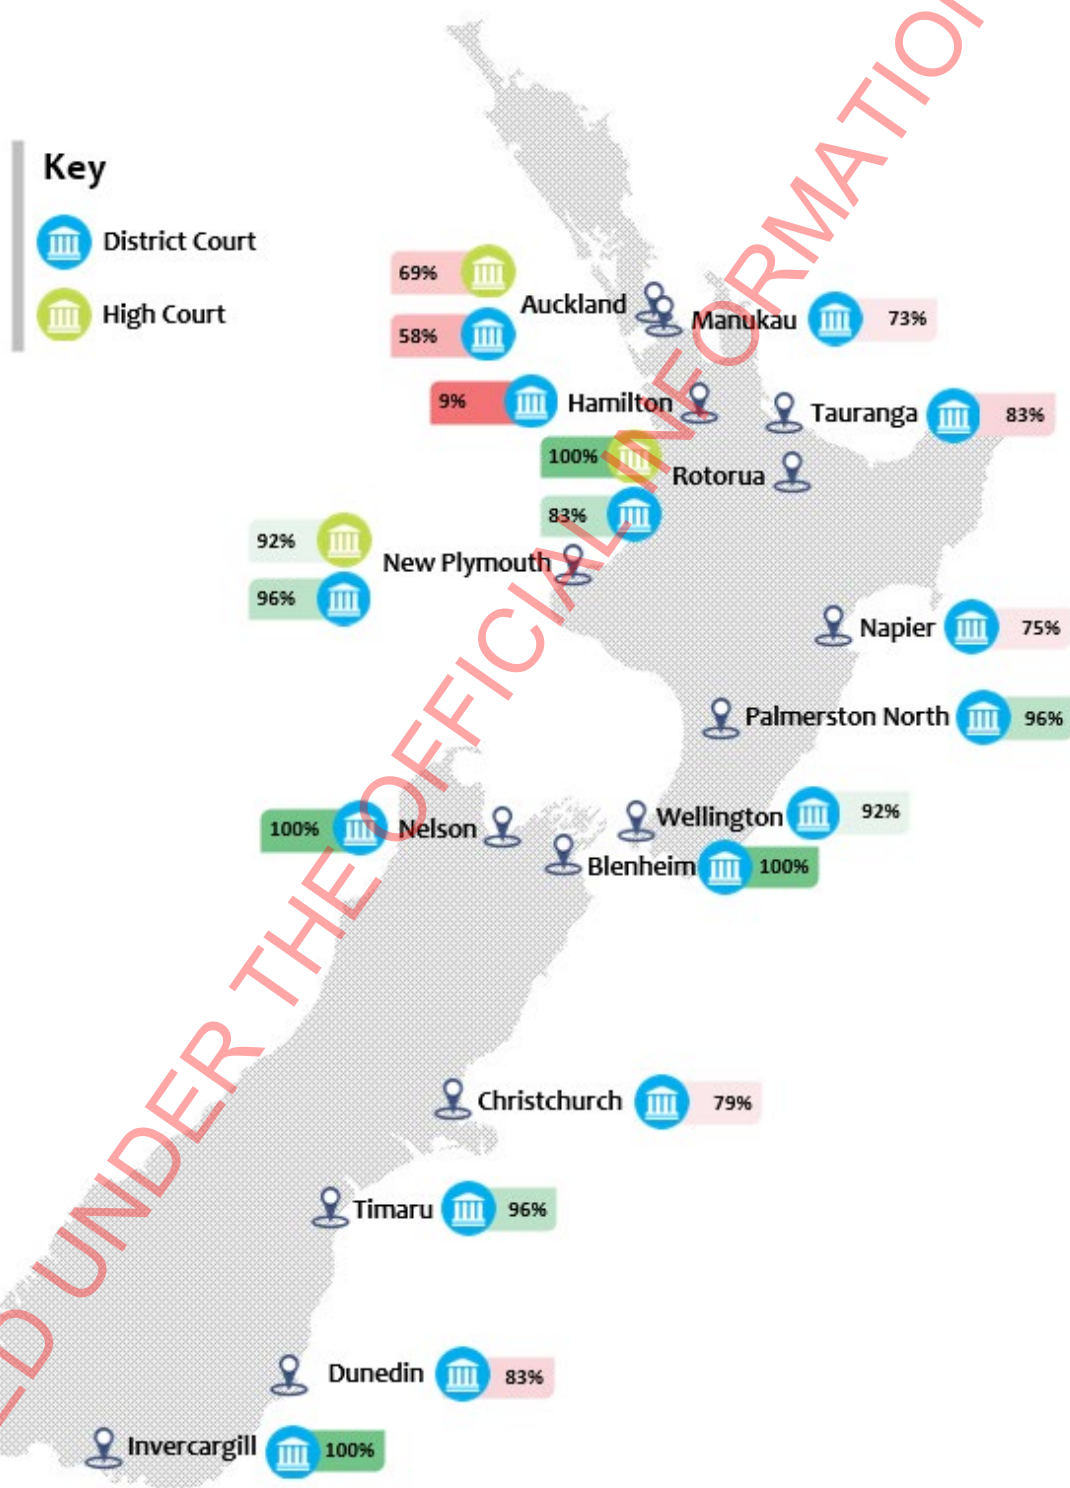 Key
District Court
High Court
69%
Auckland
58%
Manukau
73%
9%
Hamilton
Tauranga
83%
100%
Rotorua
83%
92%
New Plymouth
96%
Napier
75%
Palmerston North
96%
100%
Nelson
Wellington
92%
Blenheim
100%
Christchurch
79%
Timaru
96%
Dunedin
83%
Invercargill
100%
UNDER THE OFFICIAL INFORMATION